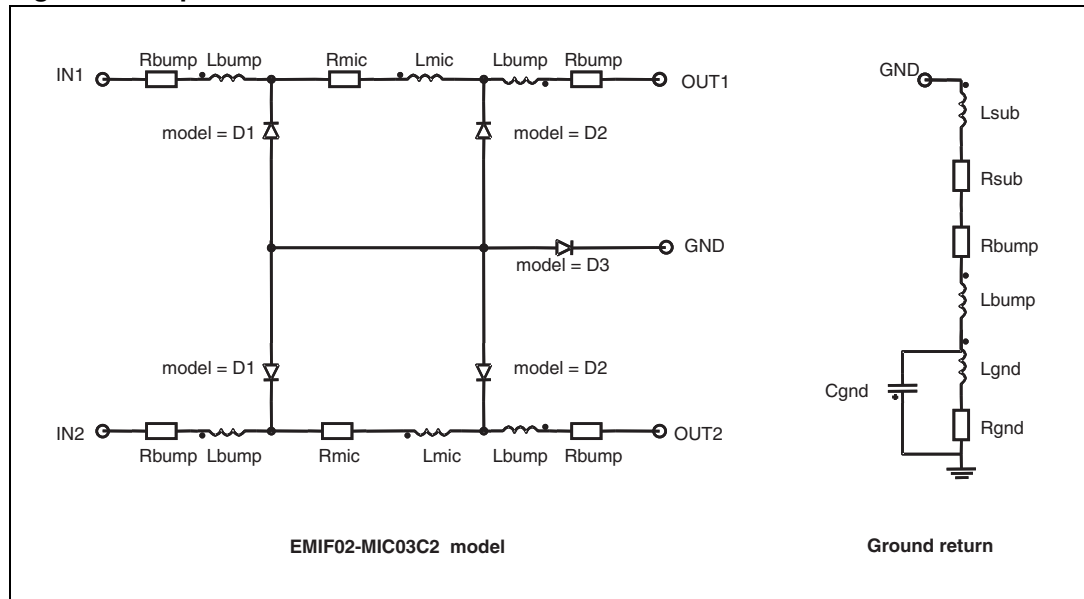 Rbump Lbump Rmic Lmic Lbump Rbump
IN1 OUT1
model = D1 model = D2
GND
model = D3
model = D1 model = D2
IN2 OUT2
Rbump Lbump Rmic Lmic Lbump Rbump
EMIF02-MIC03C2 model
GND
Lsub
Rsub
Rbump
Lbump
Lgnd
Cgnd
Rgnd
Ground return